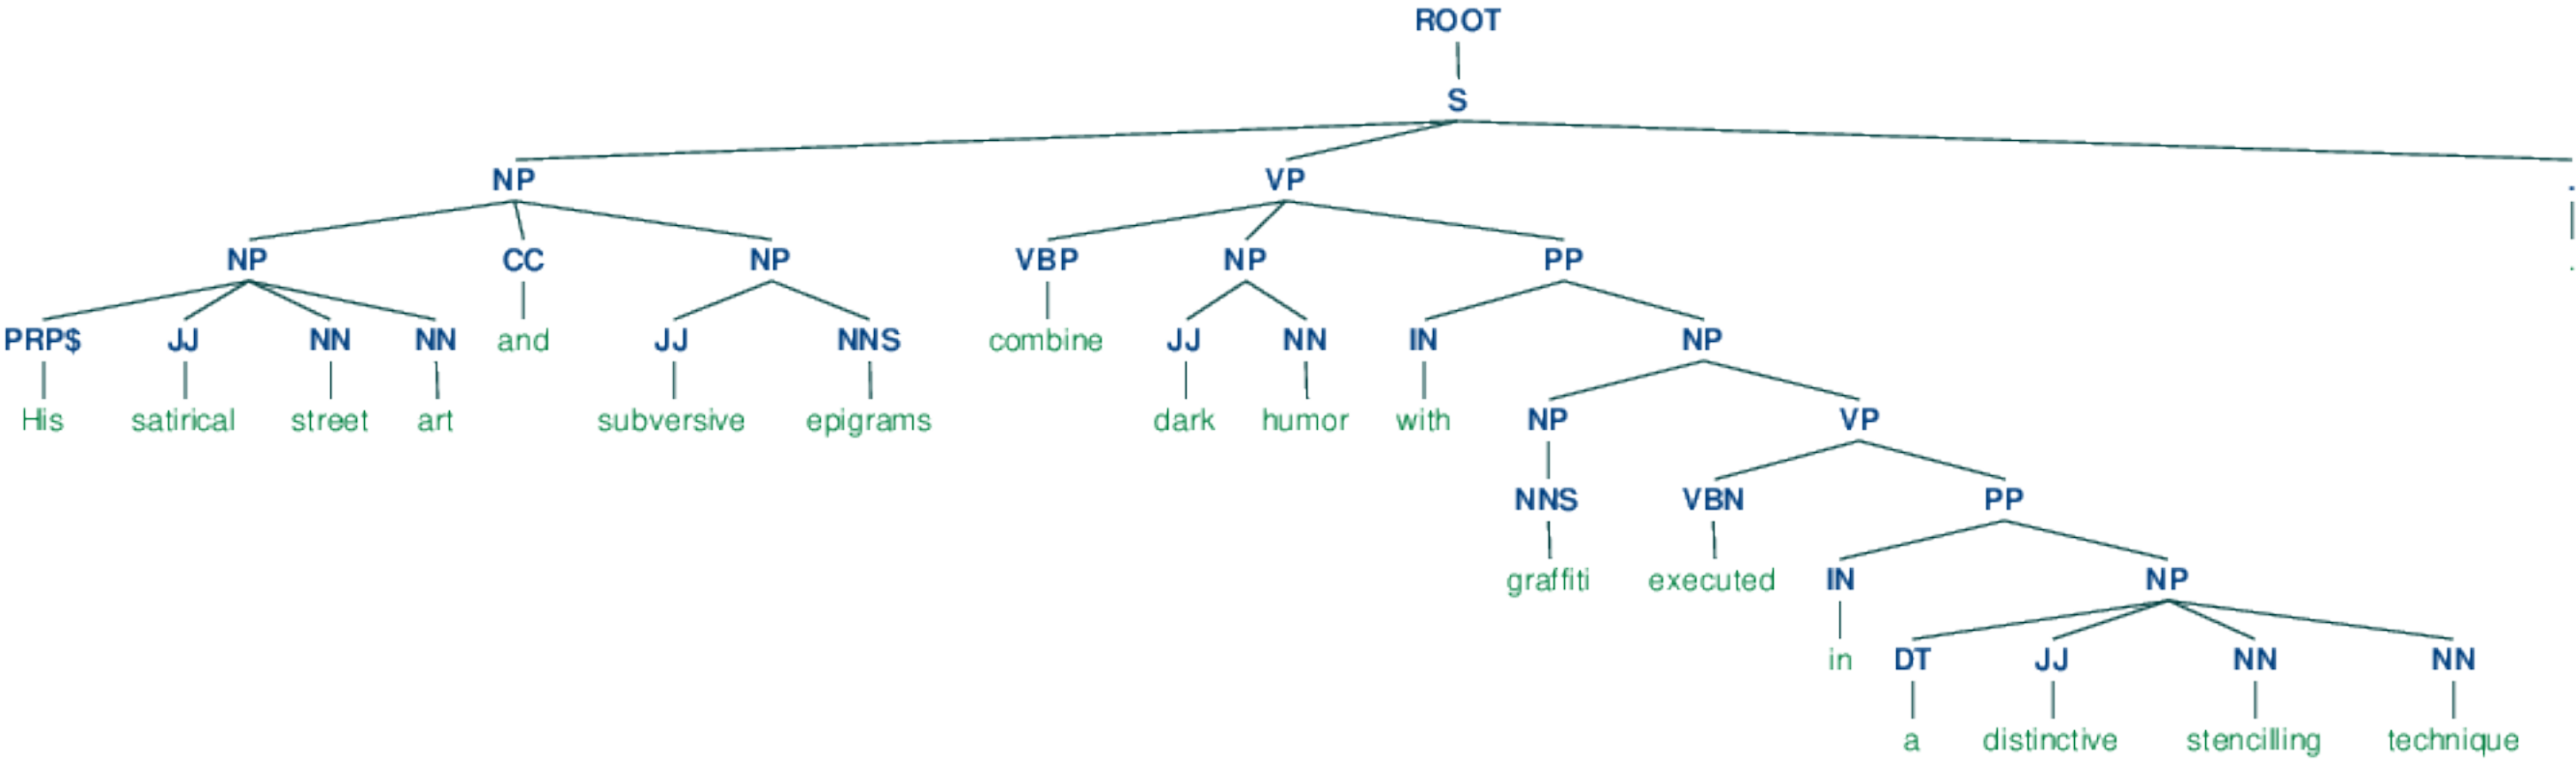 ROOT
S
NP VP .
NP CC NP VBP NP PP .
PRP$ JJ NN NN and JJ NNS combine JJ NN IN NP
His satirical street art subversive epigrams dark humor with NP VP
NNS VBN PP
graffiti executed IN NP
in DT JJ NN NN
a distinctive stencilling technique